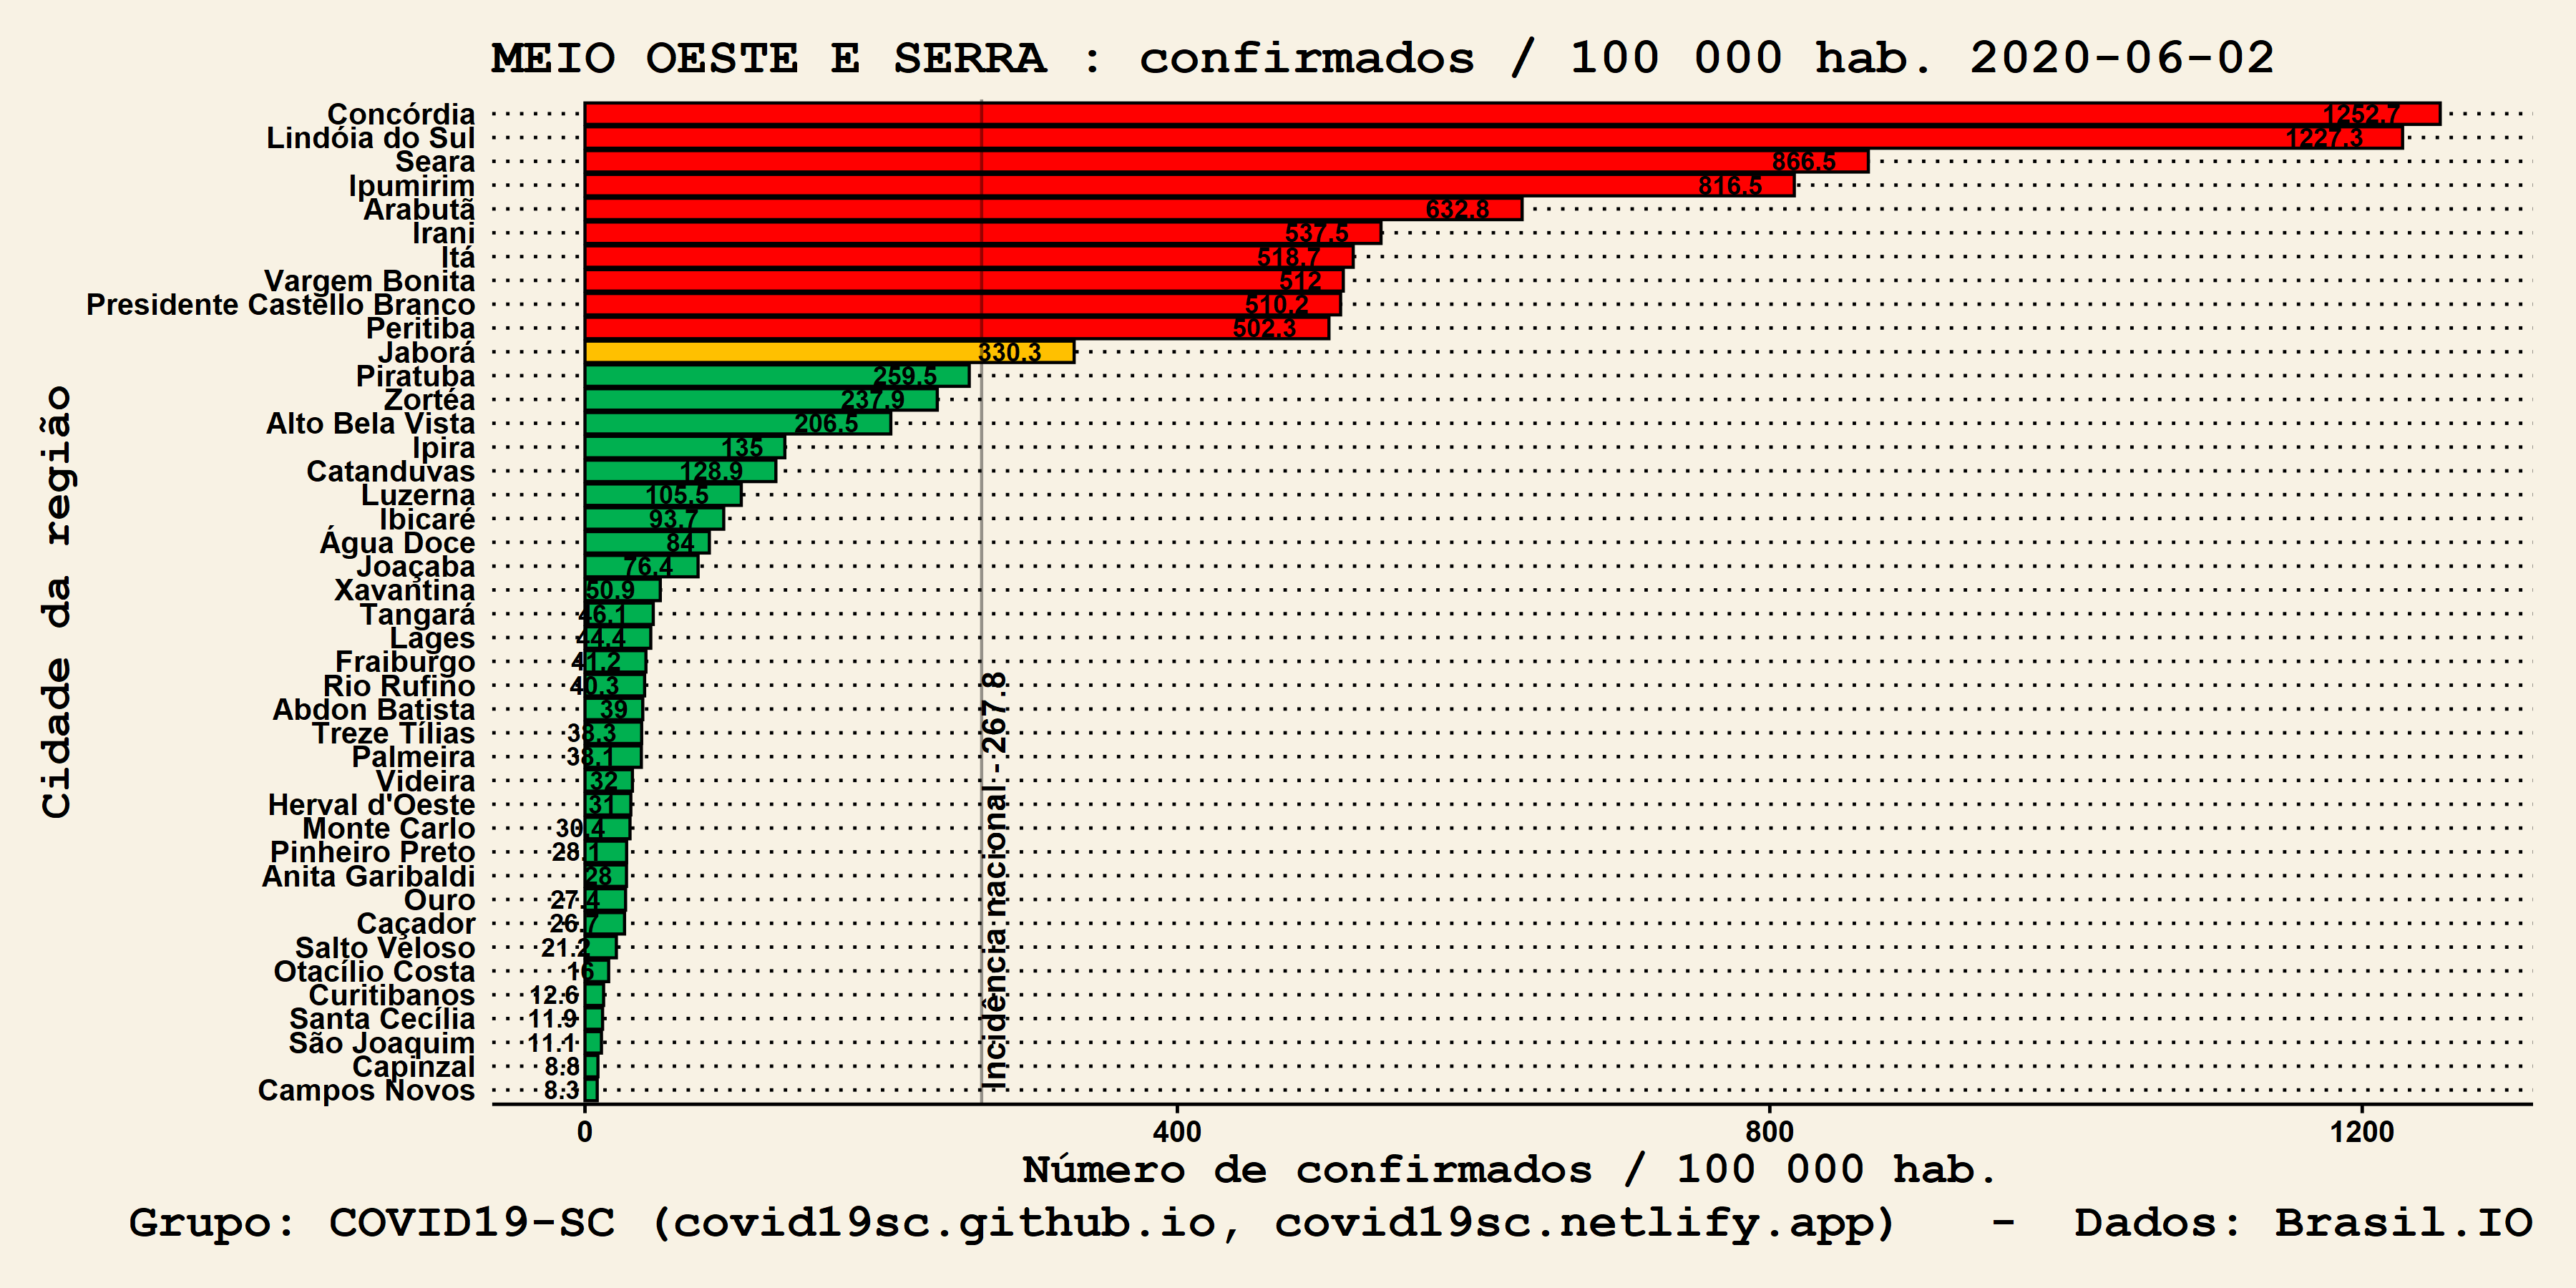 MEIO OESTE E SERRA : confirmados / 100 000 hab. 2020-06-02
Cidade da região
Concórdia 1252.7
Lindóia do Sul 1227.3
Seara 866.5
Ipumirim 816.5
Arabutã 632.8
Irani 537.5
Itá 518.7
Vargem Bonita 512
Presidente Castello Branco 510.2
Peritiba 502.3
Jaborá 330.3
Piratuba 259.5
Zortéa 237.9
Alto Bela Vista 206.5
Ipira 135
Catanduvas 128.9
Luzerna 105.5
Ibicaré 93.7
Água Doce 84
Joaçaba 76.4
Xavantina 50.9
Tangará 46.1
Lages 44.4
Fraiburgo 41.2
Rio Rufino 40.3
Abdon Batista 39
Treze Tílias 38.3
Palmeira 38.1
Videira 32
Herval d'Oeste 31
Monte Carlo 30.4
Pinheiro Preto 28.1
Anita Garibaldi 28
Ouro 27.4
Caçador 26.7
Salto Veloso 21.2
Otacílio Costa 16
Curitibanos 12.6
Santa Cecília 11.9
São Joaquim 11.1
Capinzal 8.8
Campos Novos 8.3
Incidência nacional - 267.8
0 400 800 1200
Número de confirmados / 100 000 hab.
Grupo: COVID19-SC (covid19sc.github.io, covid19sc.netlify.app) - Dados: Brasil.IO